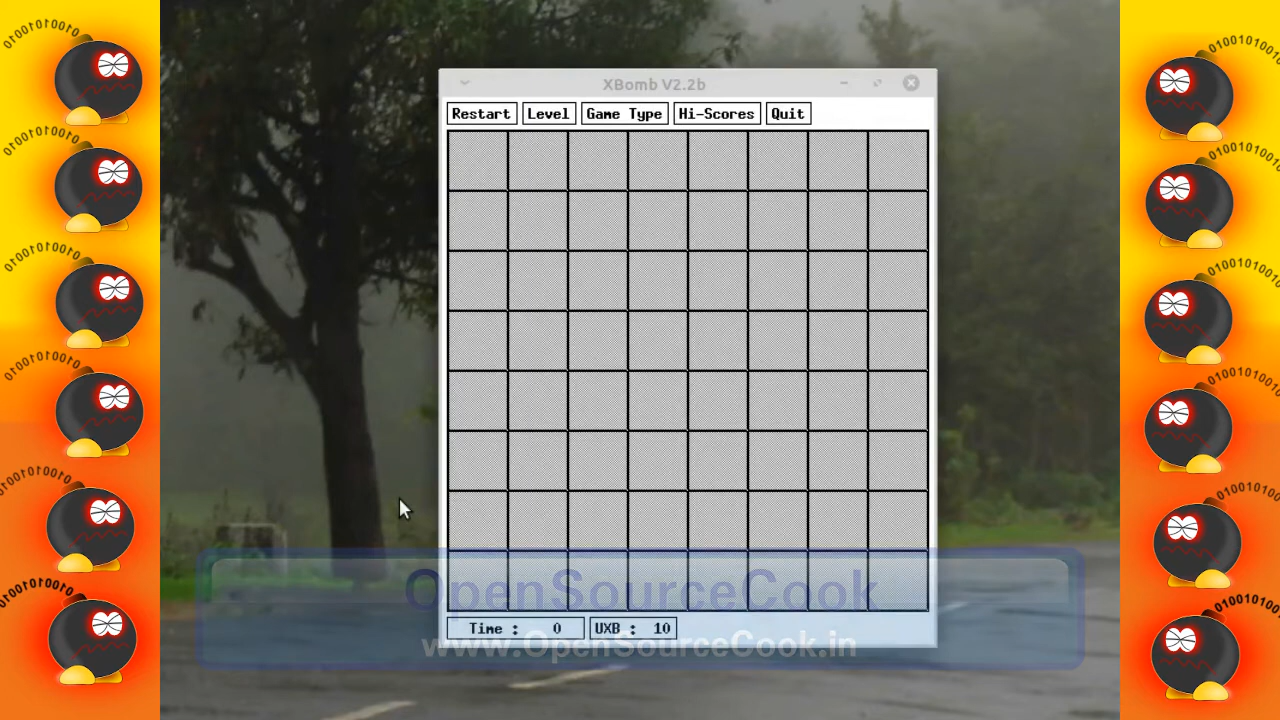 XBomb V2.2b
Restart Level Game Type Hi-Scores Quit
Time : 0 UXB : 10
OpenSourceCook
www.OpenSourceCook.in